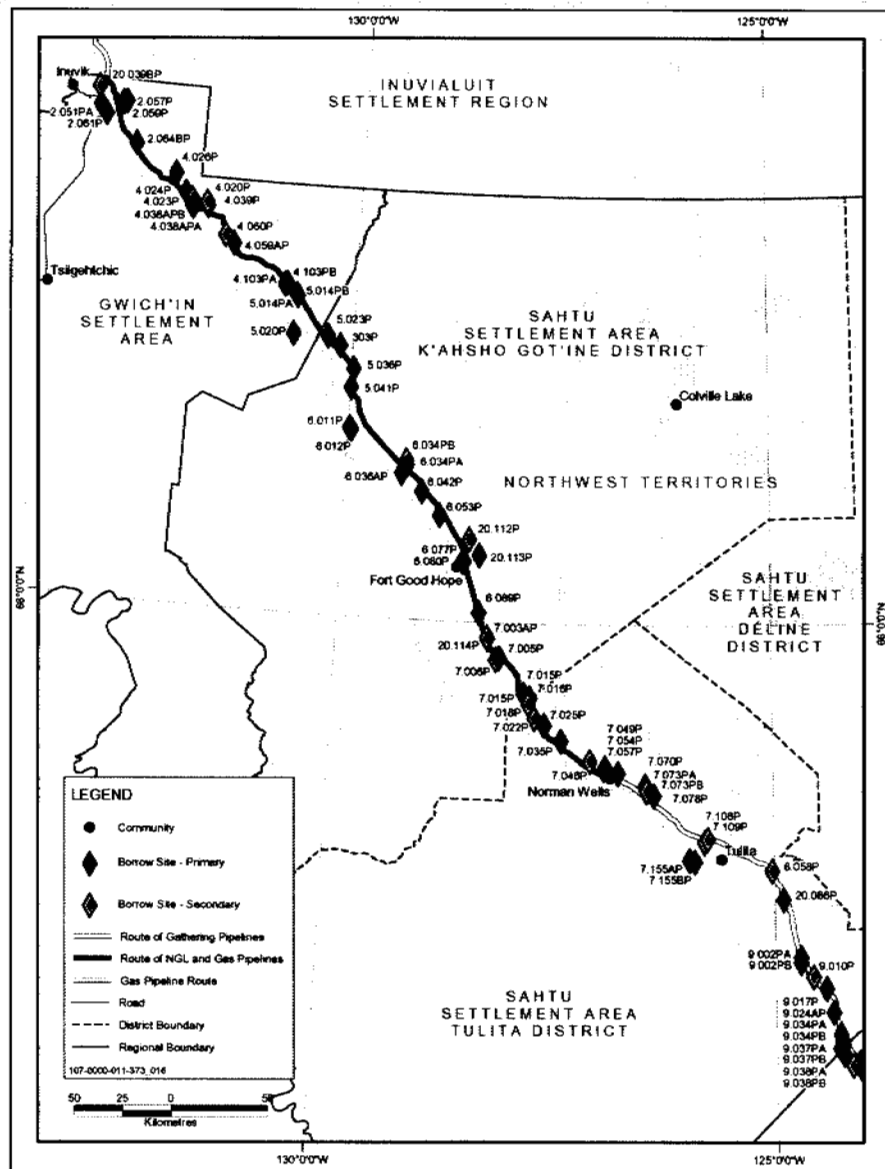 130°0'0"W
125°0'0"W
Inuvik
20.039BP
INUVIALUIT
SETTLEMENT REGION
2.057P
2.059P
2.051PA
2.061P
2.064BP
4.026P
4.024P
4.023P
4.038APB
4.038APA
4.020P
4.039P
4.060P
4.059AP
Tsiigehtchic
4.103PB
4.103PA
5.014PB
5.014PA
GWICH'IN
SETTLEMENT
AREA
5.020P
5.023P
303P
SAHTU
SETTLEMENT AREA
K'AHSHO GOT'INE DISTRICT
5.036P
5.041P
Colville Lake
6.011P
6.012P
6.034PB
6.034PA
6.036AP
6.042P
NORTHWEST TERRITORIES
6.053P
20.112P
6.077P
6.080P
20.113P
Fort Good Hope
66°0'0"N
66°0'0"N
SAHTU
SETTLEMENT
AREA
DELINE
DISTRICT
6.089P
7.003AP
20.114P
7.005P
7.006P
7.015P
7.016P
7.015P
7.018P
7.022P
7.025P
7.035P
7.049P
7.054P
7.057P
7.046P
Norman Wells
7.070P
7.073PA
7.073PB
7.078P
7.108P
7.109P
Tulita
7.155AP
7.155BP
6.058P
20.086P
9.002PA
9.002PB
9.010P
9.017P
9.024AP
9.034PA
9.034PB
9.037PA
9.037PB
9.038PA
9.038PB
SAHTU
SETTLEMENT AREA
TULITA DISTRICT
LEGEND
Community
Borrow Site - Primary
Borrow Site - Secondary
Route of Gathering Pipelines
Route of NGL and Gas Pipelines
Gas Pipeline Route
Road
District Boundary
Regional Boundary
107-0000-011-373_016
50 25 0 50
Kilometres
130°0'0"W
125°0'0"W